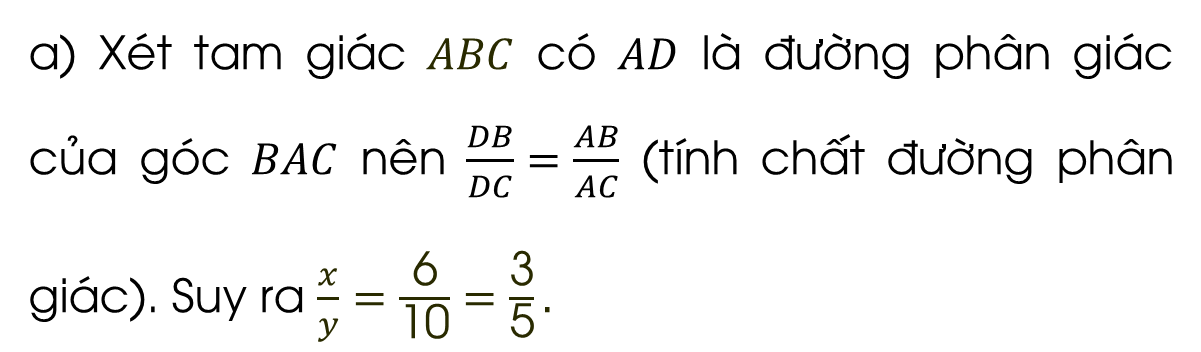 a) Xét tam giác ABC có AD là đường phân giác
của góc BAC nên DB/DC = AB/AC (tính chất đường phân
giác). Suy ra x/y = 6/10 = 3/5.